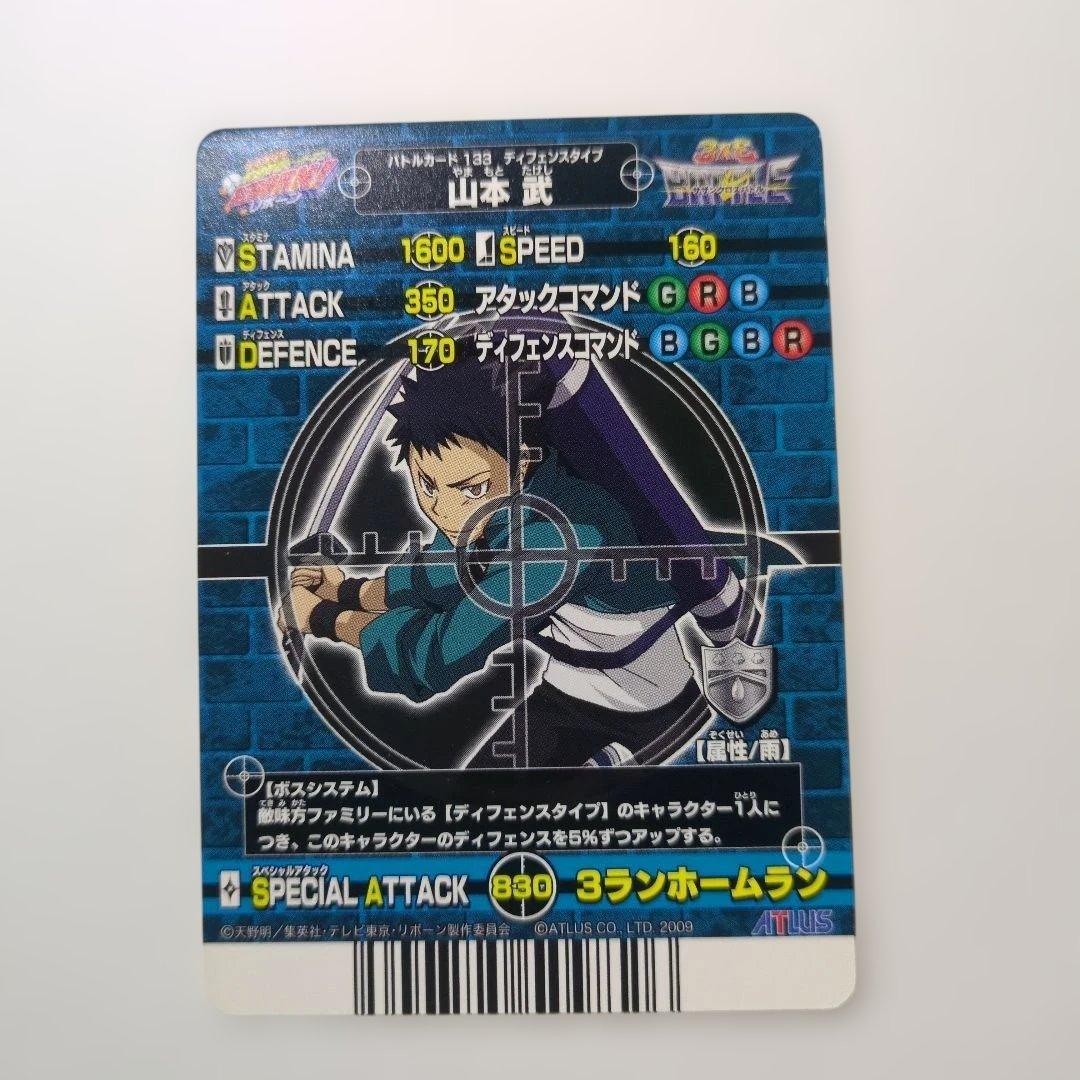 バトルカード 133 ディフェンスタイプ
やま もと たけし
山本 武
BATTLE
スタミナ
STAMINA 1600
スピード
SPEED 160
アタック
ATTACK 350 アタックコマンド G R B
ディフェンス
DEFENCE 170 ディフェンスコマンド B G B R
ぞくせい あめ
【属性/雨】
【ボスシステム】
てきみかた ひとり
敵味方ファミリーにいる【ディフェンスタイプ】のキャラクター1人に
つき、このキャラクターのディフェンスを5%ずつアップする。
スペシャルアタック
SPECIAL ATTACK 830 3ランホームラン
©天野明/集英社・テレビ東京・リボーン製作委員会 ©ATLUS CO., LTD. 2009 ATLUS